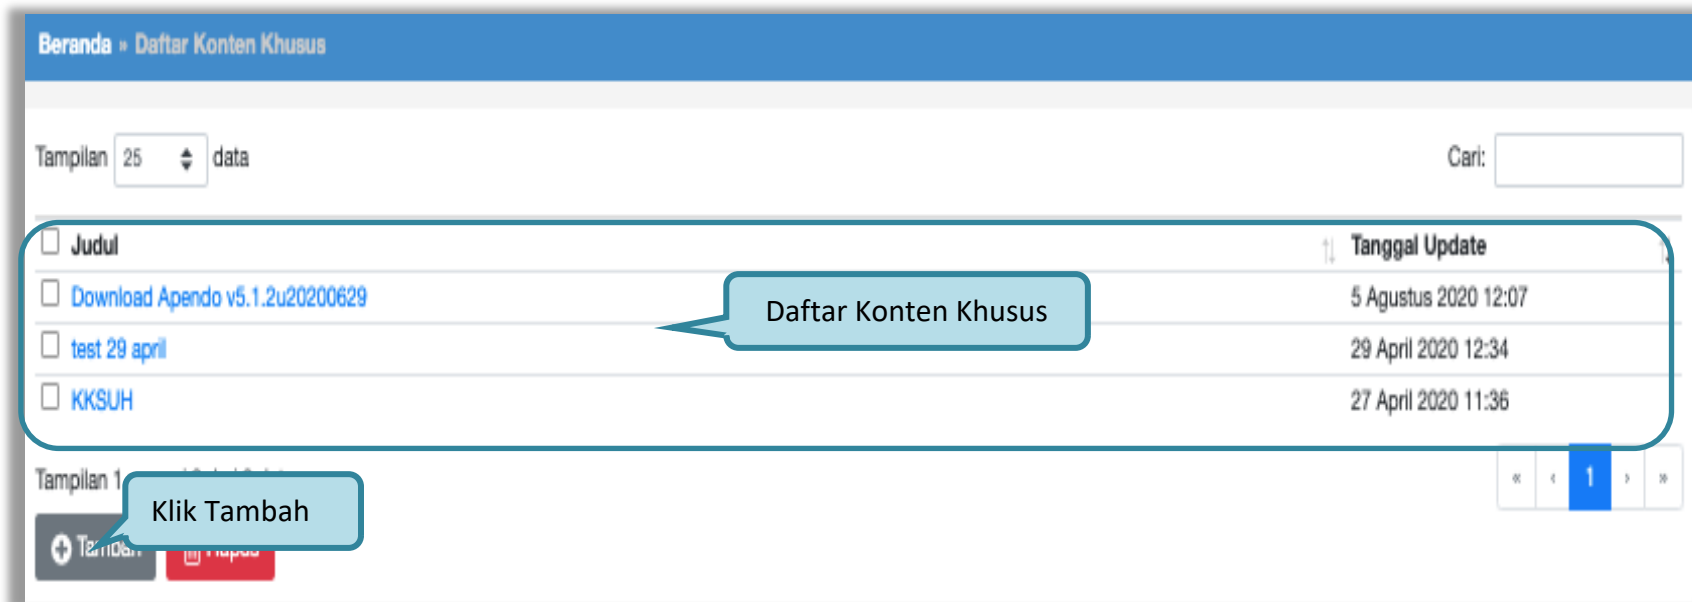 Beranda » Daftar Konten Khusus
Tampilan 25 data
Cari:
Judul Tanggal Update
Download Apendo v5.1.2u20200629 5 Agustus 2020 12:07
Daftar Konten Khusus
test 29 april 29 April 2020 12:34
KKSUH 27 April 2020 11:36
Tampilan 1
« ‹ 1 › »
Klik Tambah
Tambah Hapus